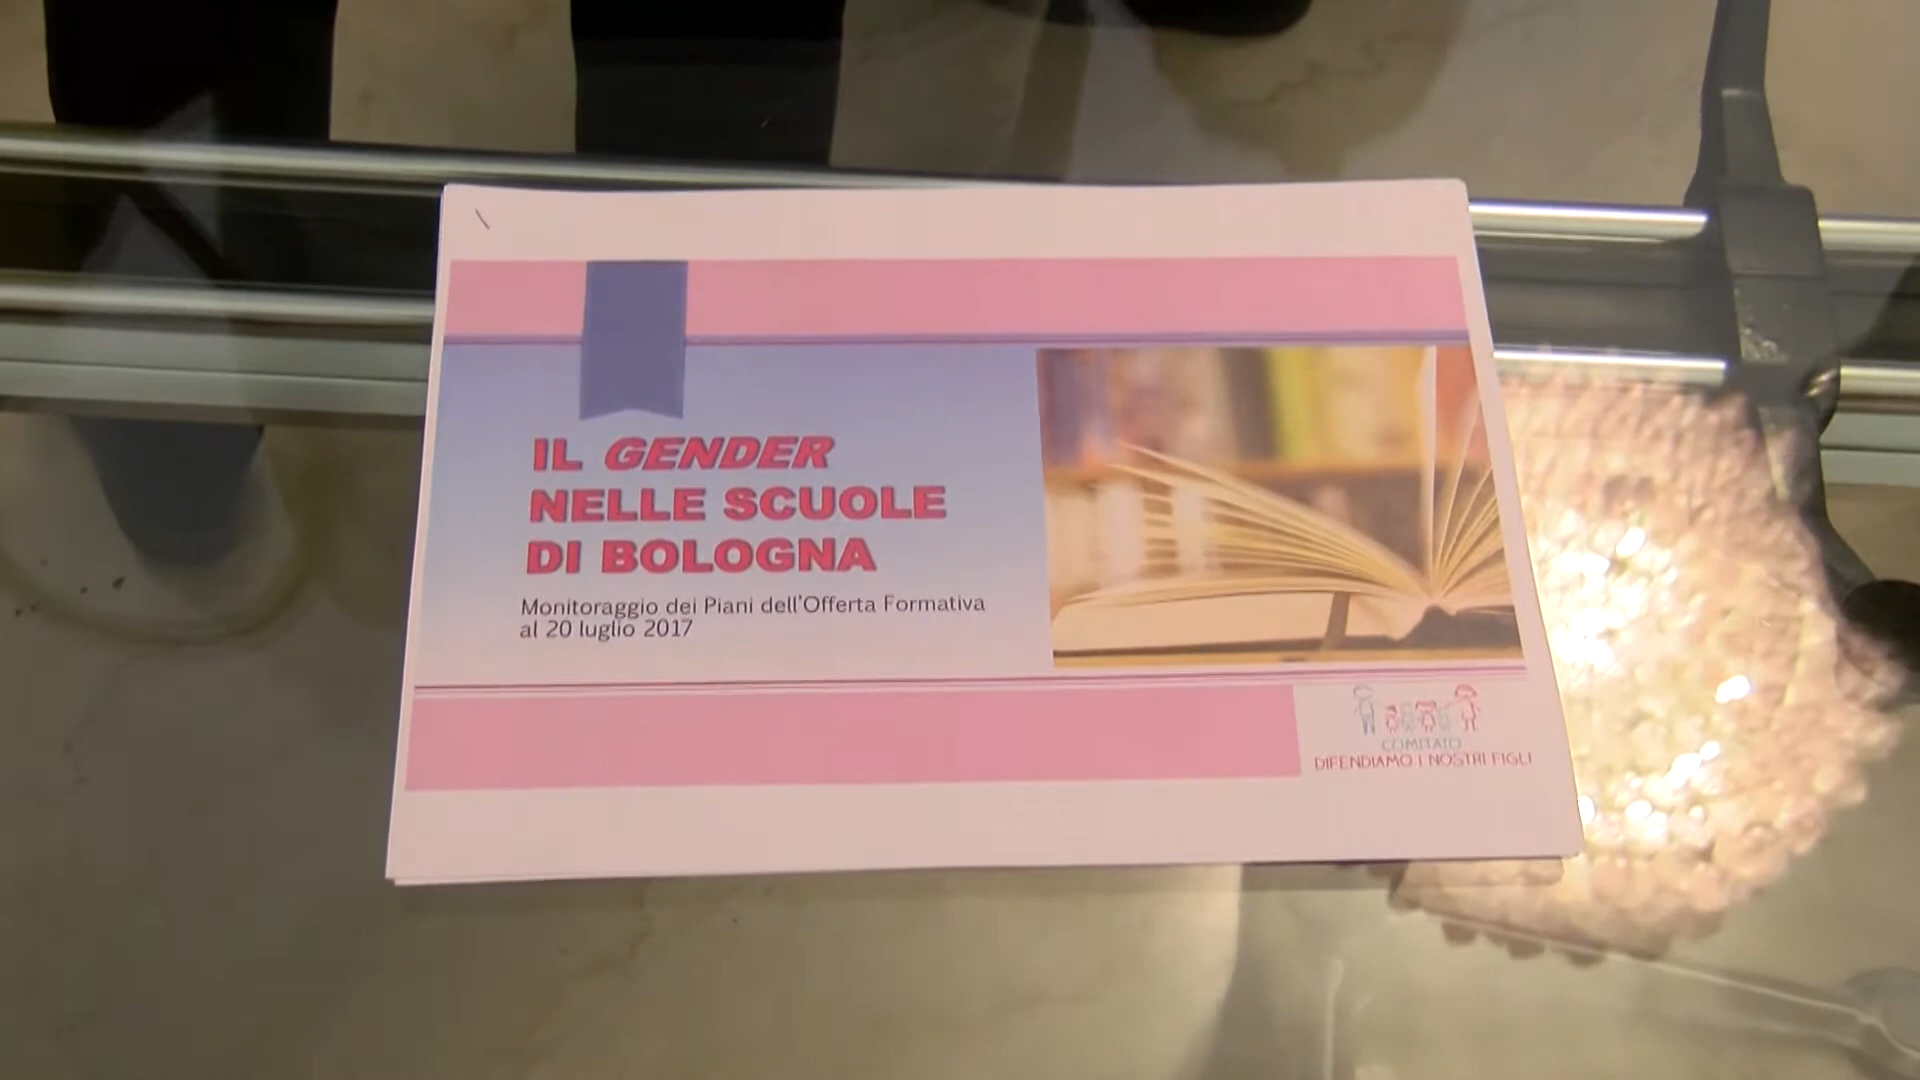 IL GENDER
NELLE SCUOLE
DI BOLOGNA
Monitoraggio dei Piani dell'Offerta Formativa
al 20 luglio 2017
COMITATO
DIFENDIAMO I NOSTRI FIGLI